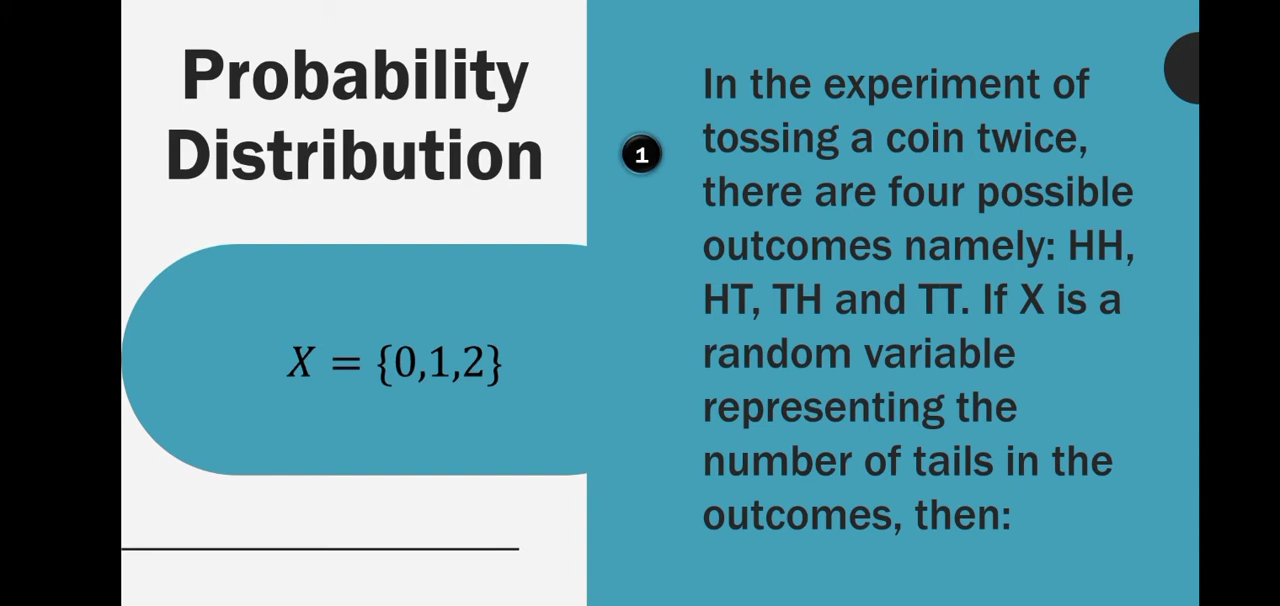 Probability
Distribution
X = {0,1,2}
1
In the experiment of
tossing a coin twice,
there are four possible
outcomes namely: HH,
HT, TH and TT. If X is a
random variable
representing the
number of tails in the
outcomes, then: